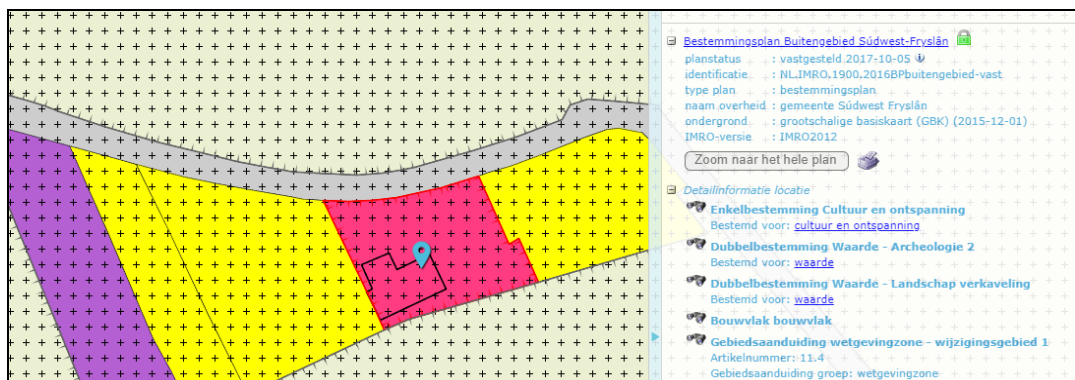 Bestemmingsplan Buitengebied Súdwest-Fryslân
planstatus : vastgesteld 2017-10-05
identificatie : NL.IMRO.1900.2016BPbuitengebied-vast
type plan : bestemmingsplan
naam overheid : gemeente Súdwest Fryslân
ondergrond : grootschalige basiskaart (GBK) (2015-12-01)
IMRO-versie : IMRO2012
Zoom naar het hele plan
Detailinformatie locatie
Enkelbestemming Cultuur en ontspanning
Bestemd voor: cultuur en ontspanning
Dubbelbestemming Waarde - Archeologie 2
Bestemd voor: waarde
Dubbelbestemming Waarde - Landschap verkaveling
Bestemd voor: waarde
Bouwvlak bouwvlak
Gebiedsaanduiding wetgevingzone - wijzigingsgebied 1
Artikelnummer: 11.4
Gebiedsaanduiding groep: wetgevingzone